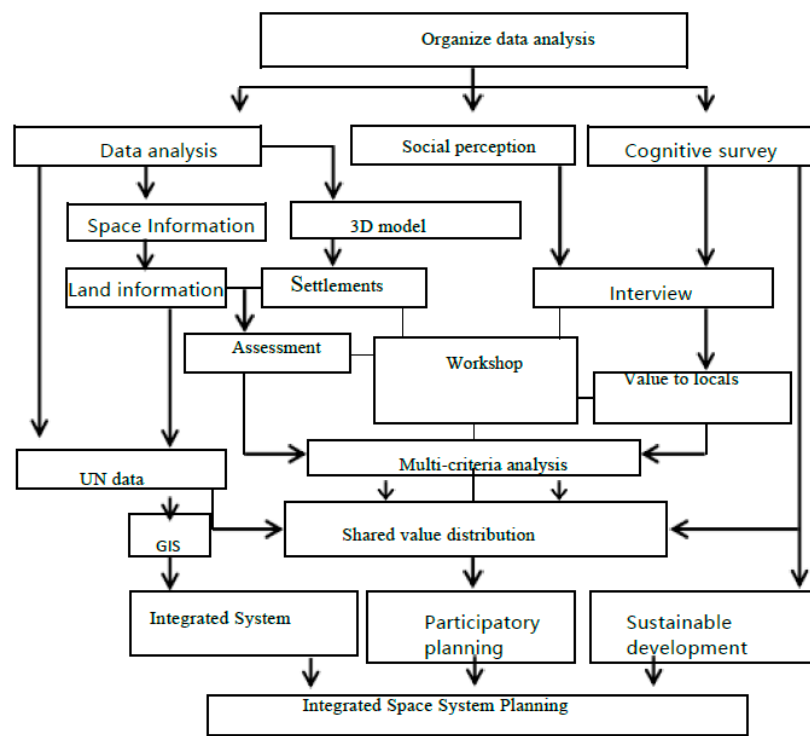 Organize data analysis
Data analysis
Social perception
Cognitive survey
Space Information
3D model
Land information
Settlements
Interview
Assessment
Workshop
Value to locals
Multi-criteria analysis
UN data
Shared value distribution
GIS
Integrated System
Participatory
planning
Sustainable
development
Integrated Space System Planning